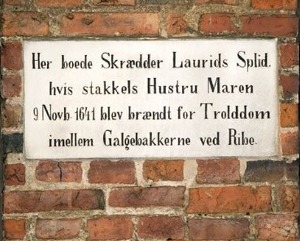 Her boede Skrædder Laurids Splid.
hvis stakkels Hustru Maren
9 Novb. 1641 blev brændt for Trolddom
imellem Galgebakkerne ved Ribe.